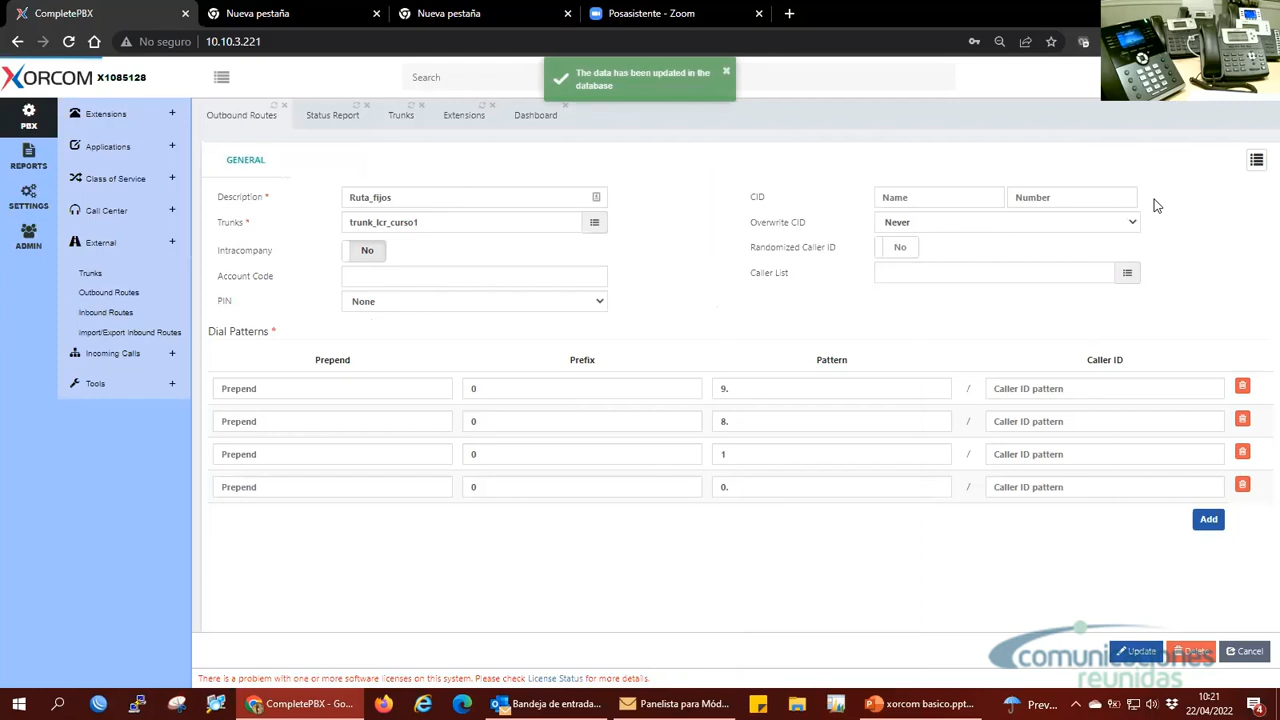 CompletePBX
Nueva pestaña
Nueva pestaña
Posasistente - Zoom
No seguro
10.10.3.221
XORCOM X1085128
Search
The data has been updated in the
database
PBX
REPORTS
SETTINGS
ADMIN
Extensions
Applications
Class of Service
Call Center
External
Trunks
Outbound Routes
Inbound Routes
Import/Export Inbound Routes
Incoming Calls
Tools
Outbound Routes
Status Report
Trunks
Extensions
Dashboard
GENERAL
Description *
Ruta_fijos
CID
Name
Number
Trunks *
trunk_lcr_curso1
Overwrite CID
Never
Intracompany
No
Randomized Caller ID
No
Account Code
Caller List
PIN
None
Dial Patterns *
Prepend
Prefix
Pattern
Caller ID
Prepend
0
9.
/
Caller ID pattern
Prepend
0
8.
/
Caller ID pattern
Prepend
0
1
/
Caller ID pattern
Prepend
0
0.
/
Caller ID pattern
Add
Update
Delete
Cancel
comunicaciones
reunidas
There is a problem with one or more software licenses on this system. Please check License Status for more details.
CompletePBX - Go...
Bandeja de entrada...
Panelista para Mód...
xorcom basico.ppt...
Prev...
10:21
22/04/2022
4